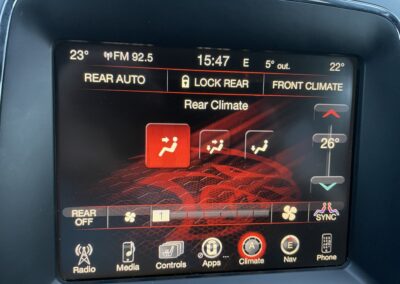 23° FM 92.5 15:47 E 5° out. 22°
REAR AUTO LOCK REAR FRONT CLIMATE
Rear Climate
26°
REAR OFF 1 SYNC
Radio Media Controls Apps Climate Nav Phone